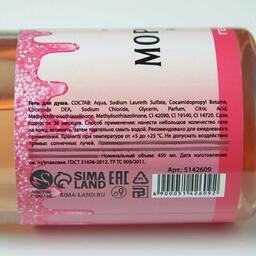 МОР
Гель для душа. СОСТАВ: Aqua, Sodium Laureth Sulfate, Cocamidopropyl Betaine,
Cocamide DEA, Sodium Chloride, Glycerin, Parfum, Citric Acid,
Methylchloroisothiazolinone, Methylisothiazolinone, CI 42051, CI 19140, CI 14720. Срок
годности: 36 месяцев. Способ применения: нанести небольшое количество геля
на кожу, вспенить, затем тщательно смыть водой. Рекомендовано для ежедневного
применения. Хранить при температуре от +5 до +25 °C. Не допускать воздействия
прямых солнечных лучей.
Номинальный объем: 450 мл. Дата изготовления:
см. на упаковке. ГОСТ 31696-2012. ТР ТС 009/2011.
ЧИСТОЕ СЧАСТЬЕ
SIMA LAND
EAC
SIMA-LAND.RU
Арт.: 5142609